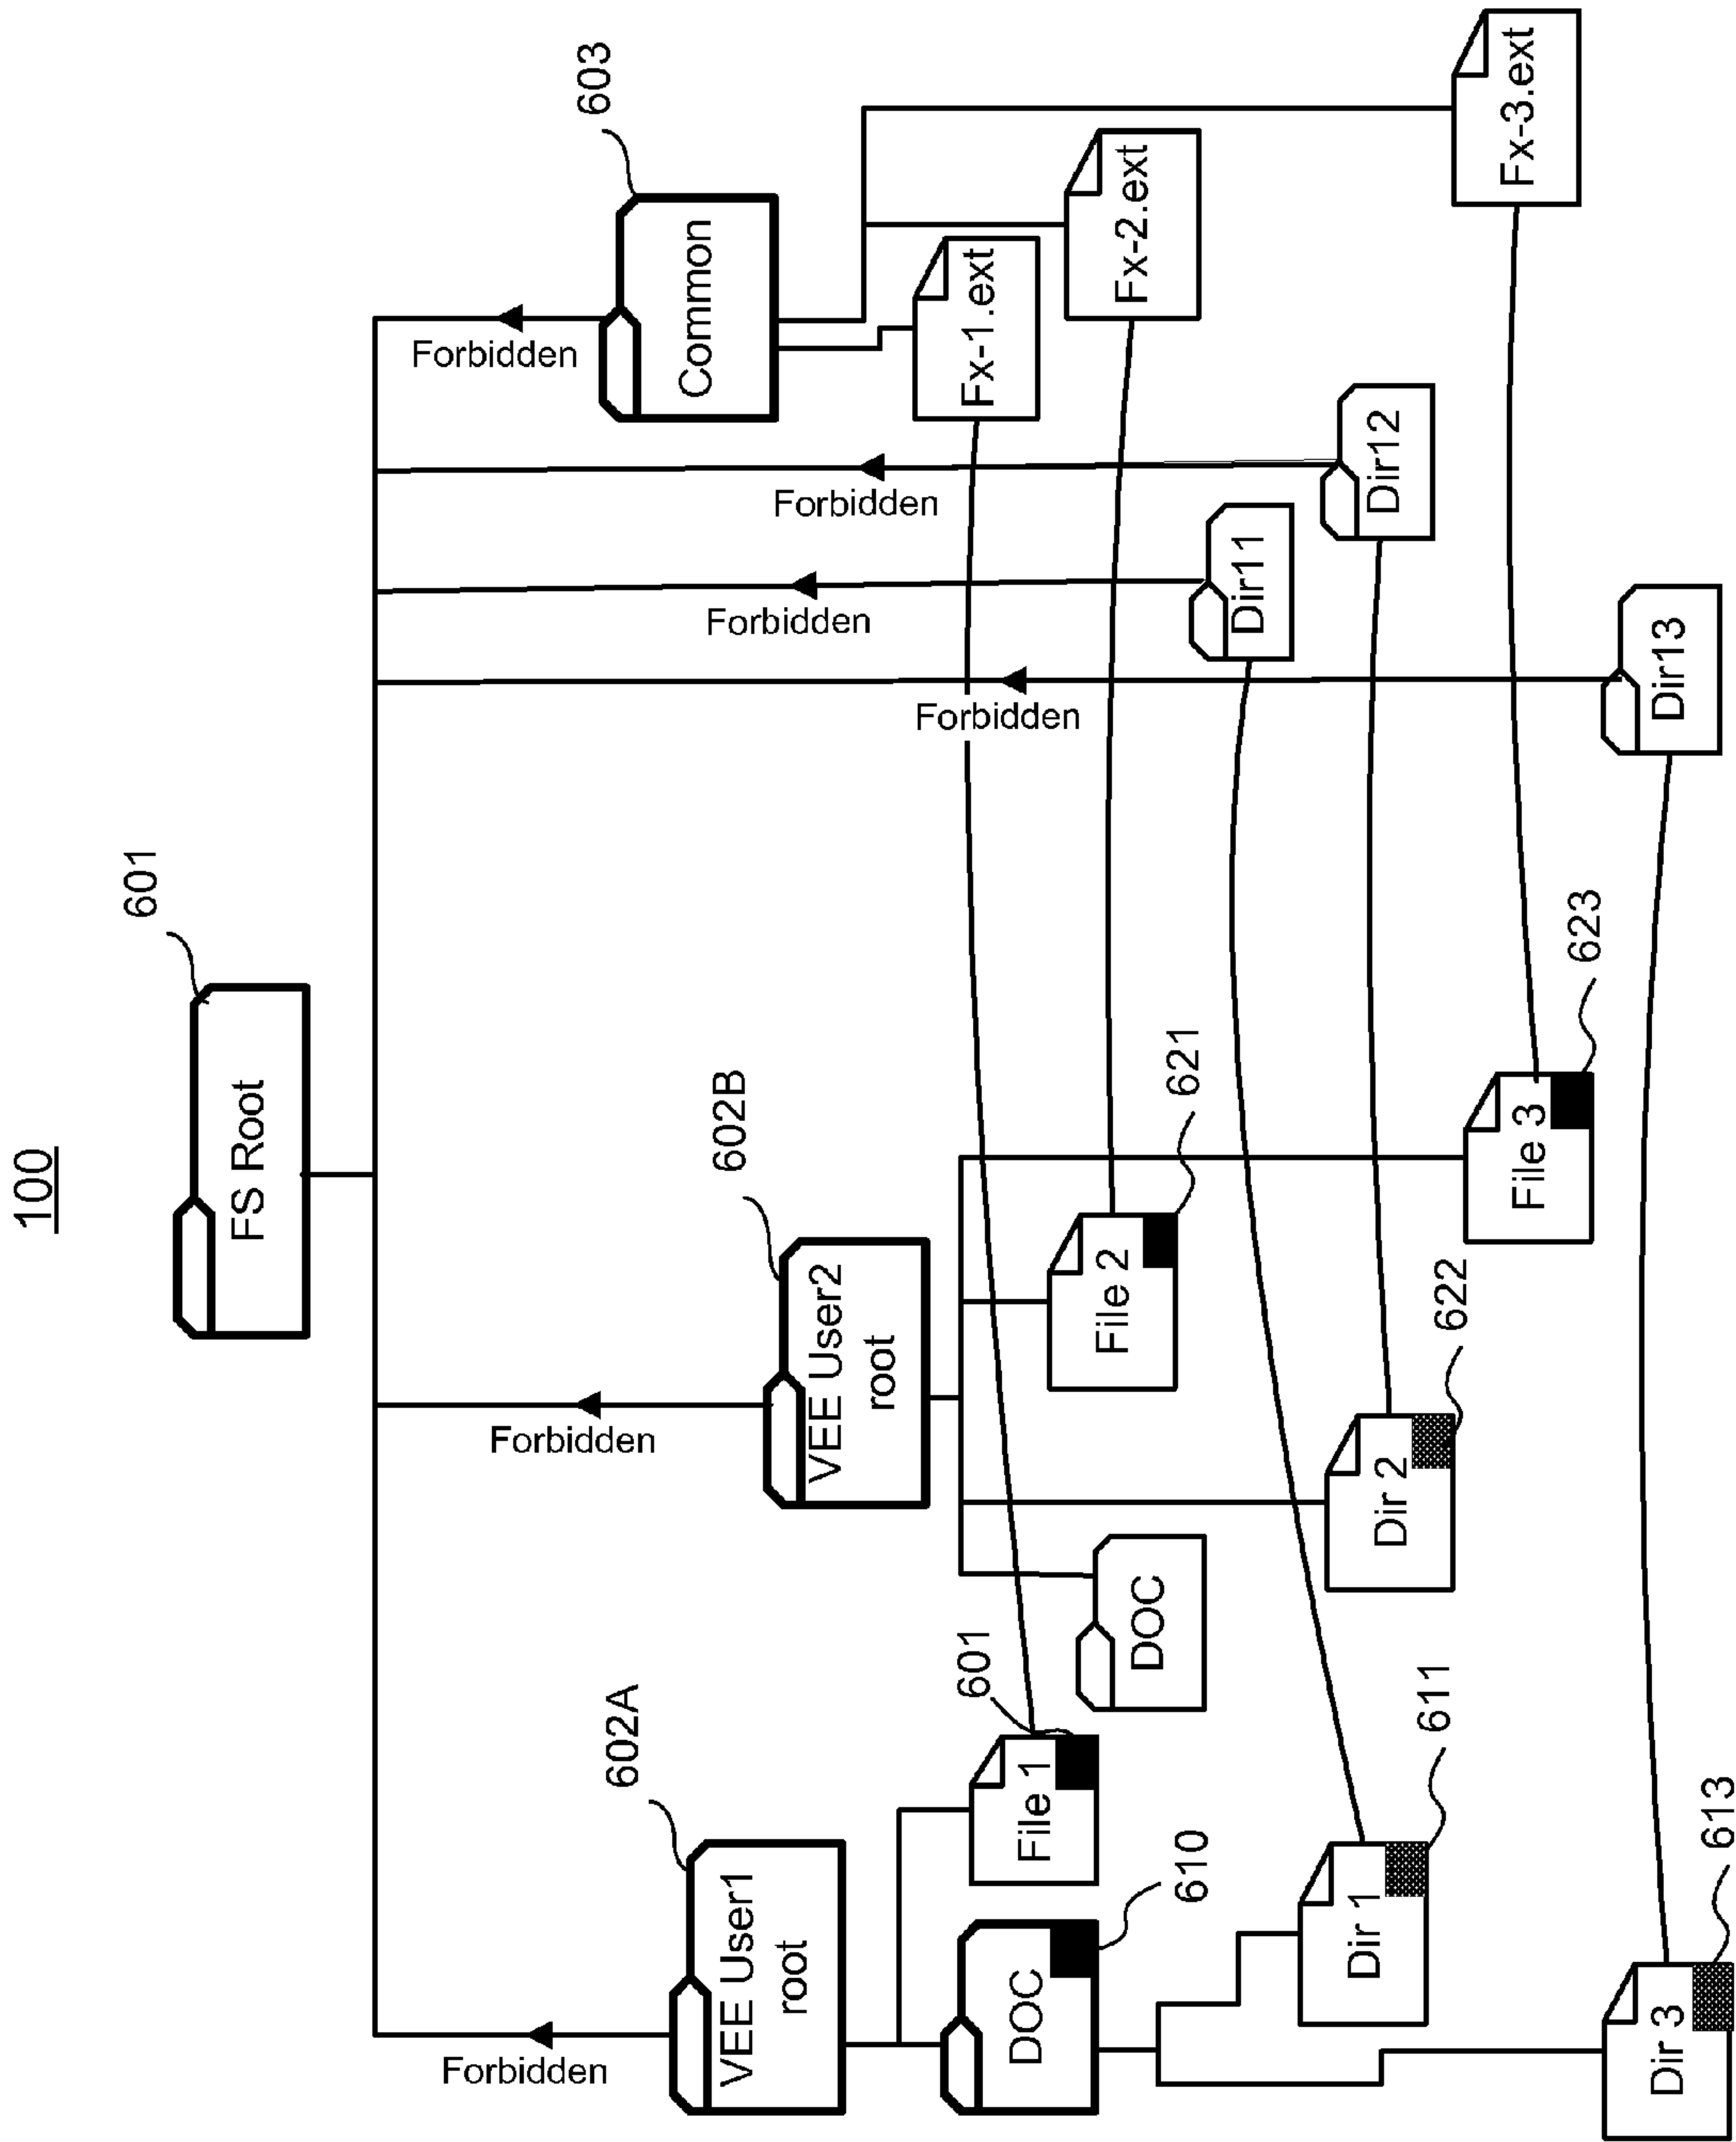 100
601
FS Root
Forbidden
603
Common
Forbidden
602B
VEE User2
root
Forbidden
602A
VEE User1
root
Forbidden
Forbidden
Forbidden
Forbidden
Fx-1.ext
Fx-2.ext
Fx-3.ext
601
File 1
DOC
610
DOC
File 2
621
Dir11
Dir12
Dir 1
611
Dir 2
622
File 3
623
Dir13
Dir 3
613